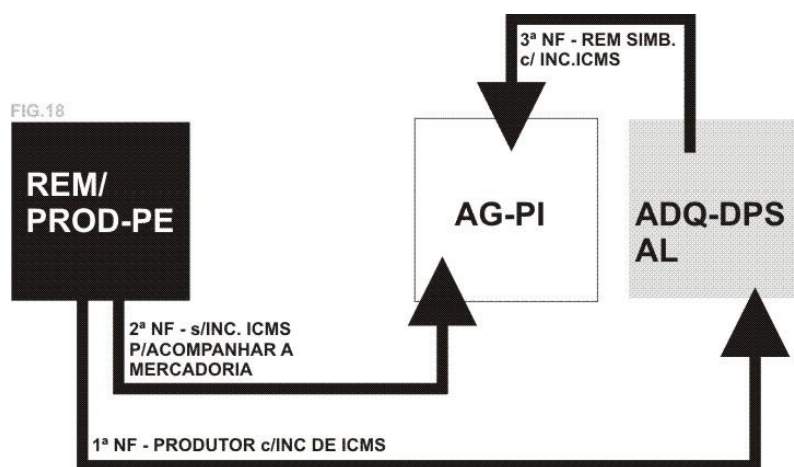 3ª NF - REM SIMB.
c/ INC.ICMS
FIG.18
REM/
PROD-PE
AG-PI
ADQ-DPS
AL
2ª NF - s/INC. ICMS
P/ACOMPANHAR A
MERCADORIA
1ª NF - PRODUTOR c/INC DE ICMS